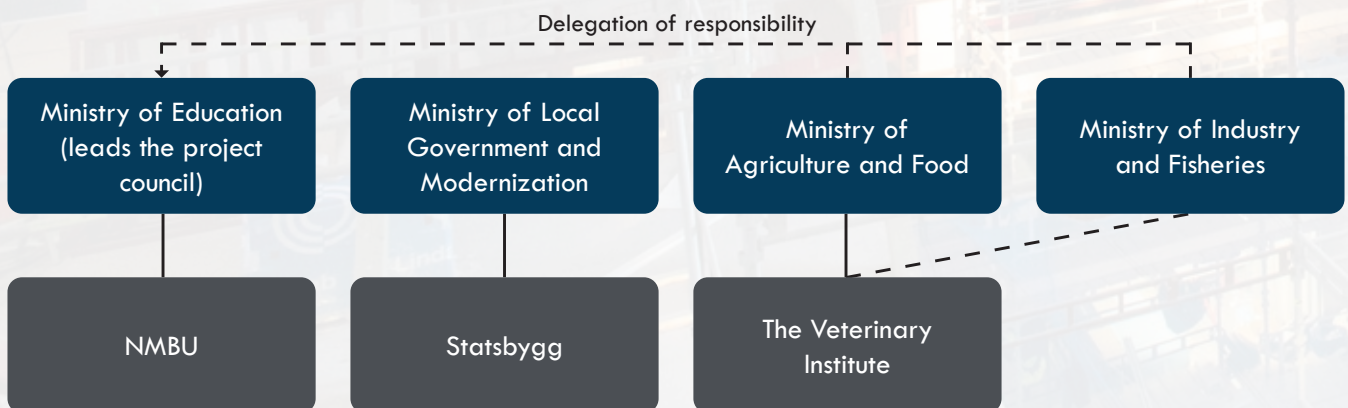 Delegation of responsibility
Ministry of Education
(leads the project
council)
Ministry of Local
Government and
Modernization
Ministry of
Agriculture and Food
Ministry of Industry
and Fisheries
NMBU
Statsbygg
The Veterinary
Institute